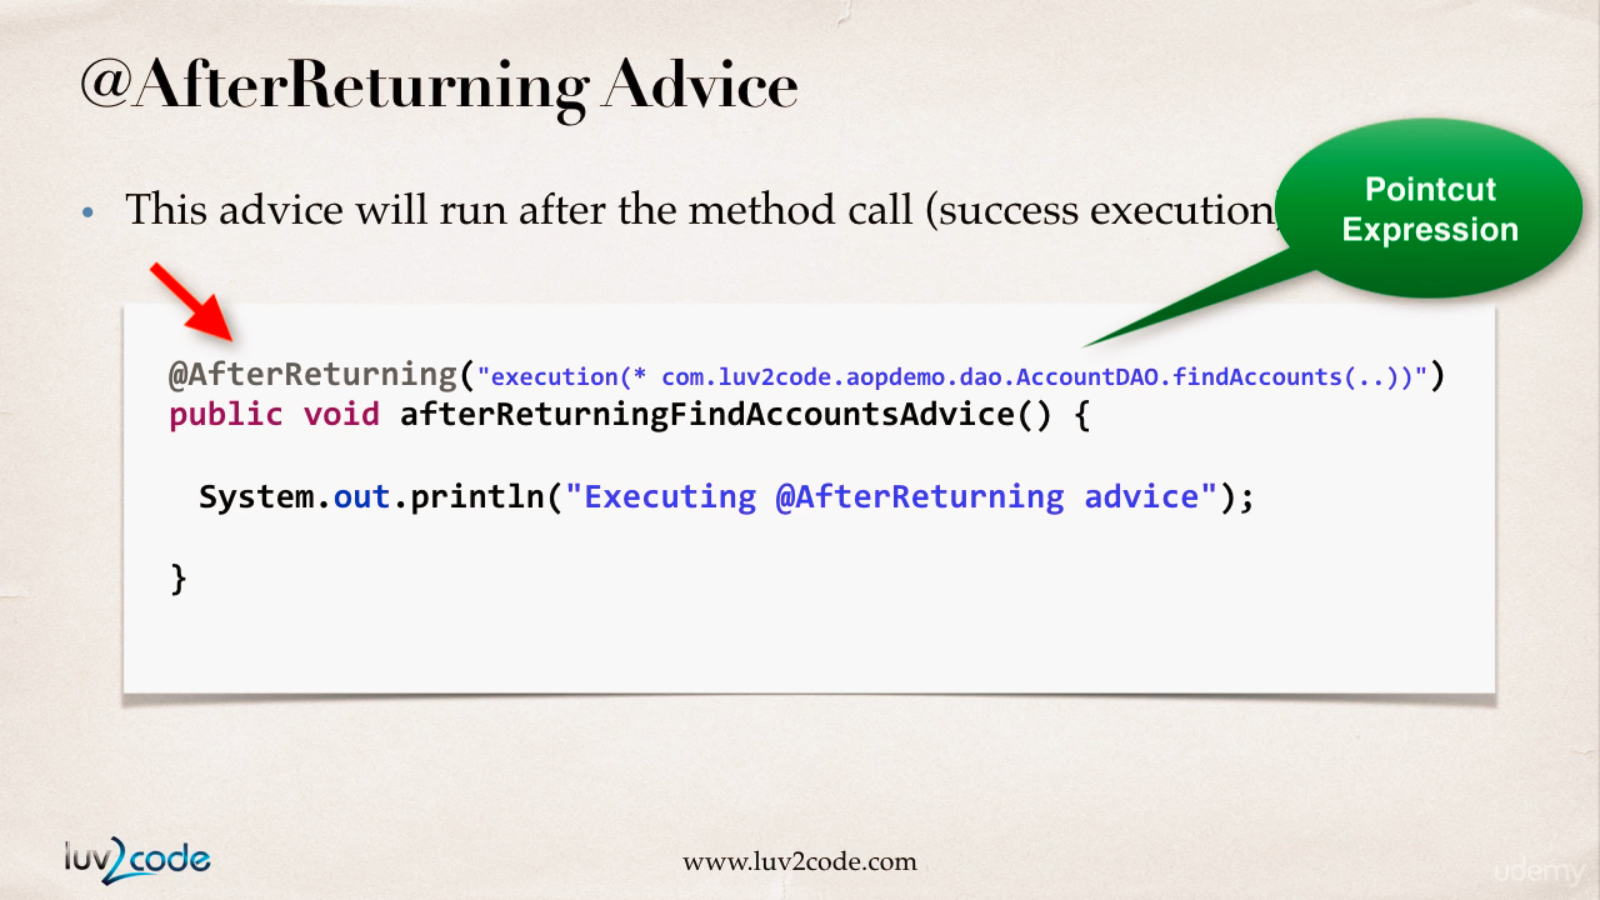 @AfterReturning Advice
• This advice will run after the method call (success execution)
Pointcut
Expression
@AfterReturning("execution(* com.luv2code.aopdemo.dao.AccountDAO.findAccounts(..))")
public void afterReturningFindAccountsAdvice() {
System.out.println("Executing @AfterReturning advice");
}
luv2code
www.luv2code.com
udemy